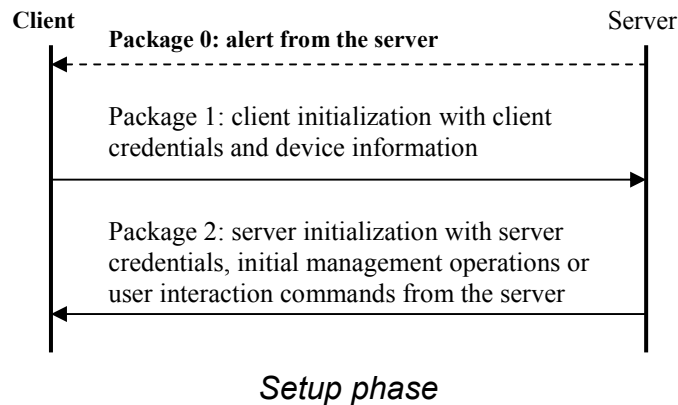 Client
Server
Package 0: alert from the server
Package 1: client initialization with client
credentials and device information
Package 2: server initialization with server
credentials, initial management operations or
user interaction commands from the server
Setup phase